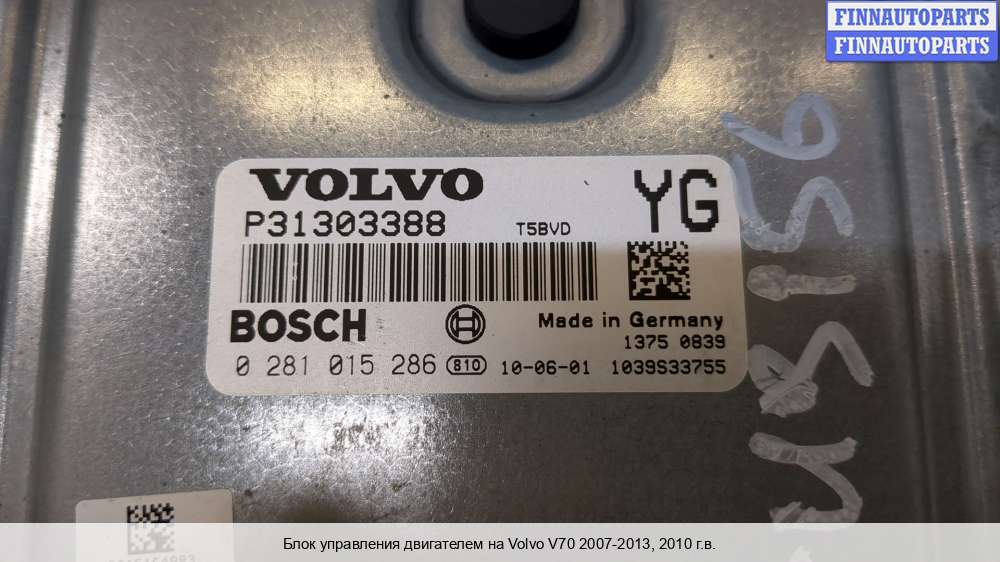 FINNAUTOPARTS
FINNAUTOPARTS
VOLVO
YG
P31303388
T5BVD
BOSCH
Made in Germany
1375 0839
0 281 015 286 810 10-06-01 1039S33755
Блок управления двигателем на Volvo V70 2007-2013, 2010 г.в.